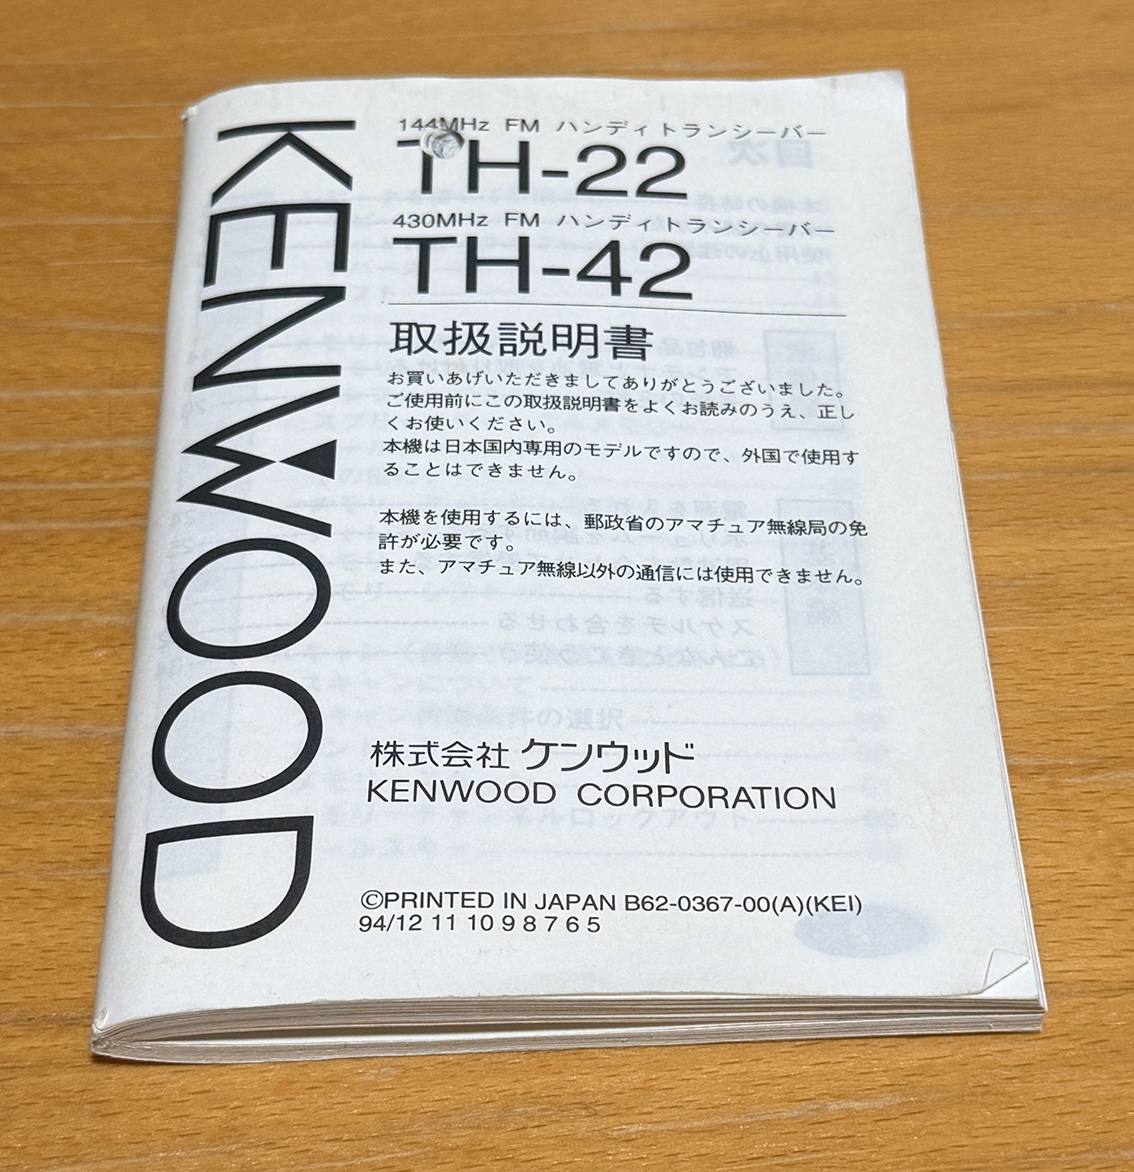 KENWOOD
144MHz FM ハンディトランシーバー
TH-22
430MHz FM ハンディトランシーバー
TH-42
取扱説明書
お買いあげいただきましてありがとうございました。
ご使用前にこの取扱説明書をよくお読みのうえ、正し
くお使いください。
本機は日本国内専用のモデルですので、外国で使用す
ることはできません。
本機を使用するには、郵政省のアマチュア無線局の免
許が必要です。
また、アマチュア無線以外の通信には使用できません。
株式会社 ケンウッド
KENWOOD CORPORATION
©PRINTED IN JAPAN B62-0367-00(A)(KEI)
94/12 11 10 9 8 7 6 5